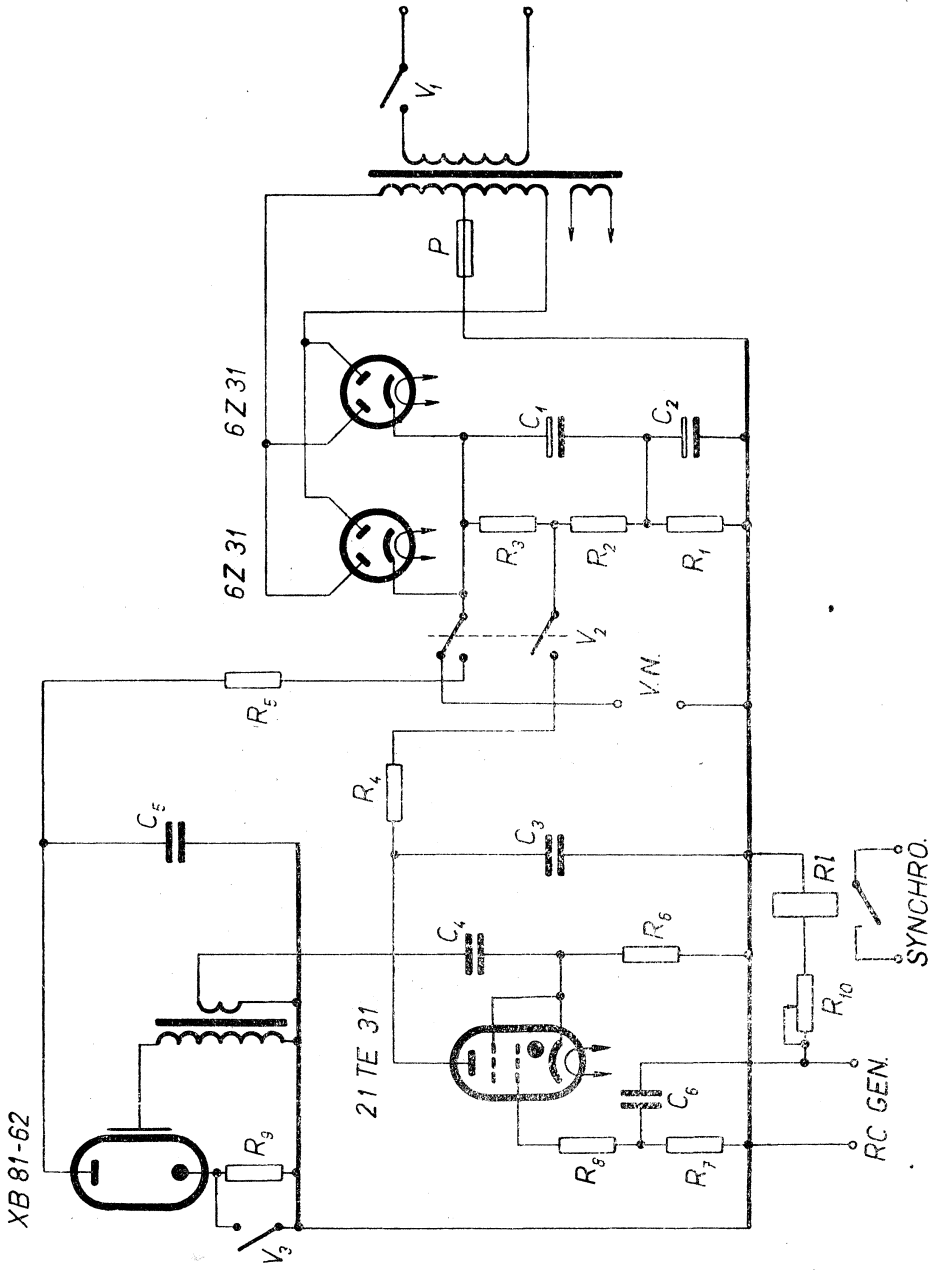 XB 81-62
V₃
R₉
C₅
R₅
6Z 31
6Z 31
P
V₁
21 TE 31
C₄
R₄
R₈
C₆
R₇
R₆
C₃
V.N.
V₂
R₃
R₂
R₁
C₁
C₂
R₁₀
Rl
RC GEN.
SYNCHRO.